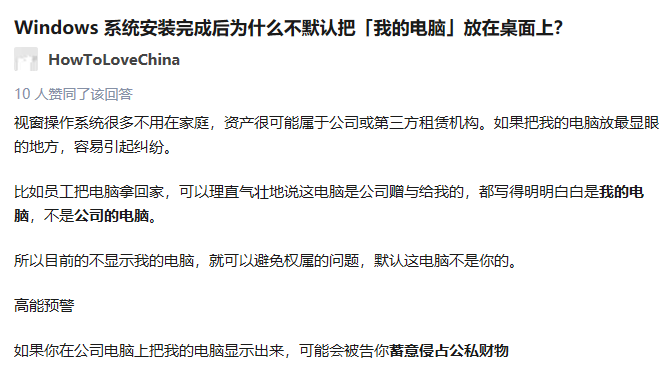 Windows 系统安装完成后为什么不默认把「我的电脑」放在桌面上？
HowToLoveChina
10 人赞同了该回答
视窗操作系统很多不用在家庭，资产很可能属于公司或第三方租赁机构。如果把我的电脑放最显眼
的地方，容易引起纠纷。
比如员工把电脑拿回家，可以理直气壮地说这电脑是公司赠与给我的，都写得明明白白是我的电
脑，不是公司的电脑。
所以目前的不显示我的电脑，就可以避免权属的问题，默认这电脑不是你的。
高能预警
如果你在公司电脑上把我的电脑显示出来，可能会被告你蓄意侵占公私财物